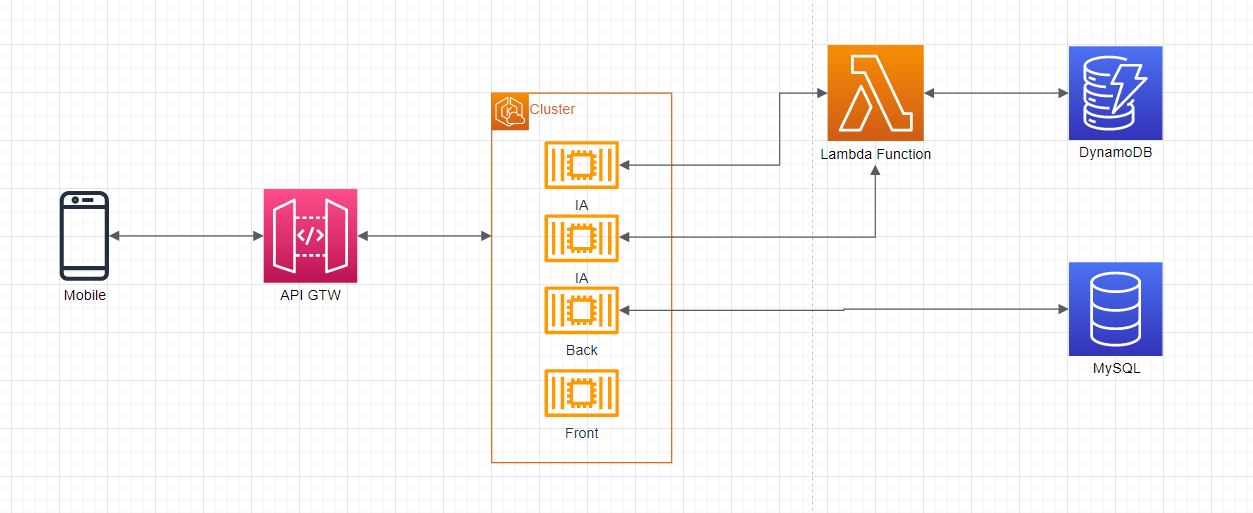 Cluster
Lambda Function
DynamoDB
IA
IA
Mobile
API GTW
Back
MySQL
Front